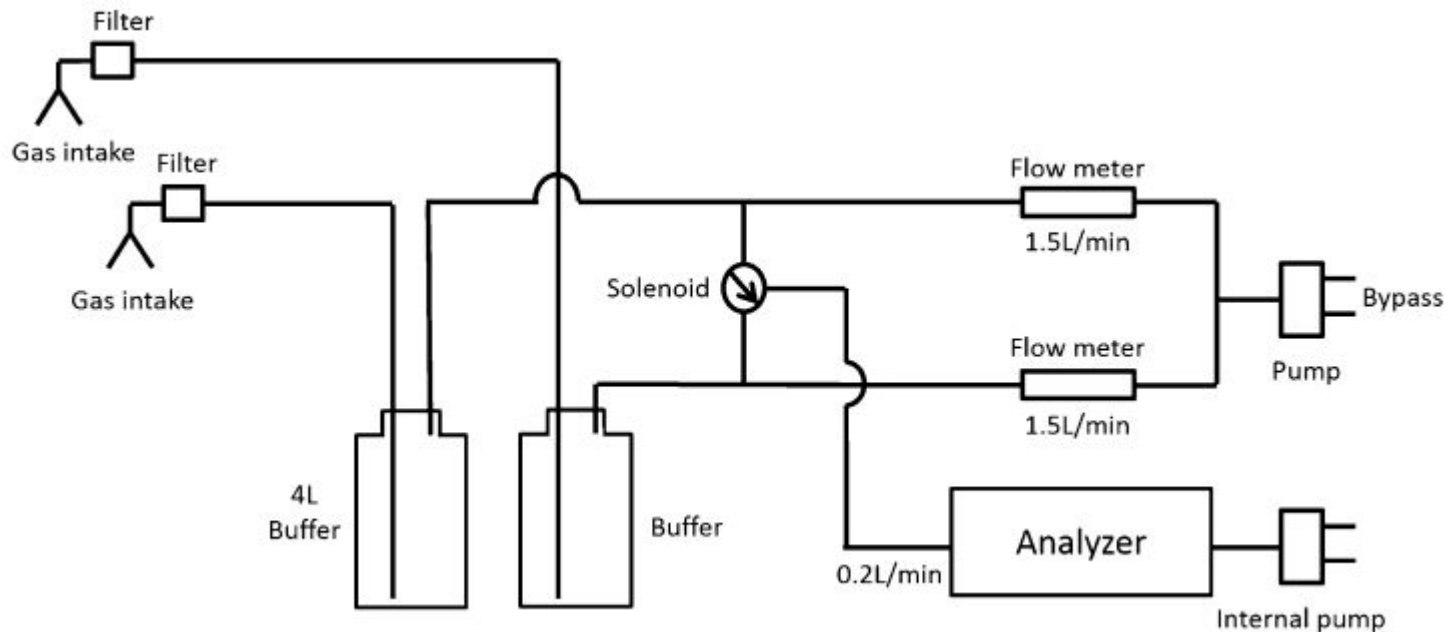 Filter
Gas intake
Filter
Gas intake
Flow meter
1.5L/min
Solenoid
Bypass
Pump
Flow meter
1.5L/min
4L
Buffer
Buffer
Analyzer
0.2L/min
Internal pump